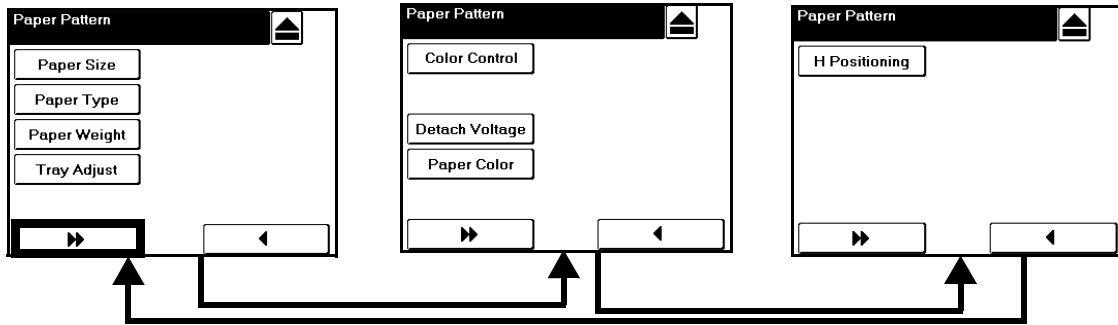 Paper Pattern
Paper Size
Paper Type
Paper Weight
Tray Adjust
Paper Pattern
Color Control
Detach Voltage
Paper Color
Paper Pattern
H Positioning